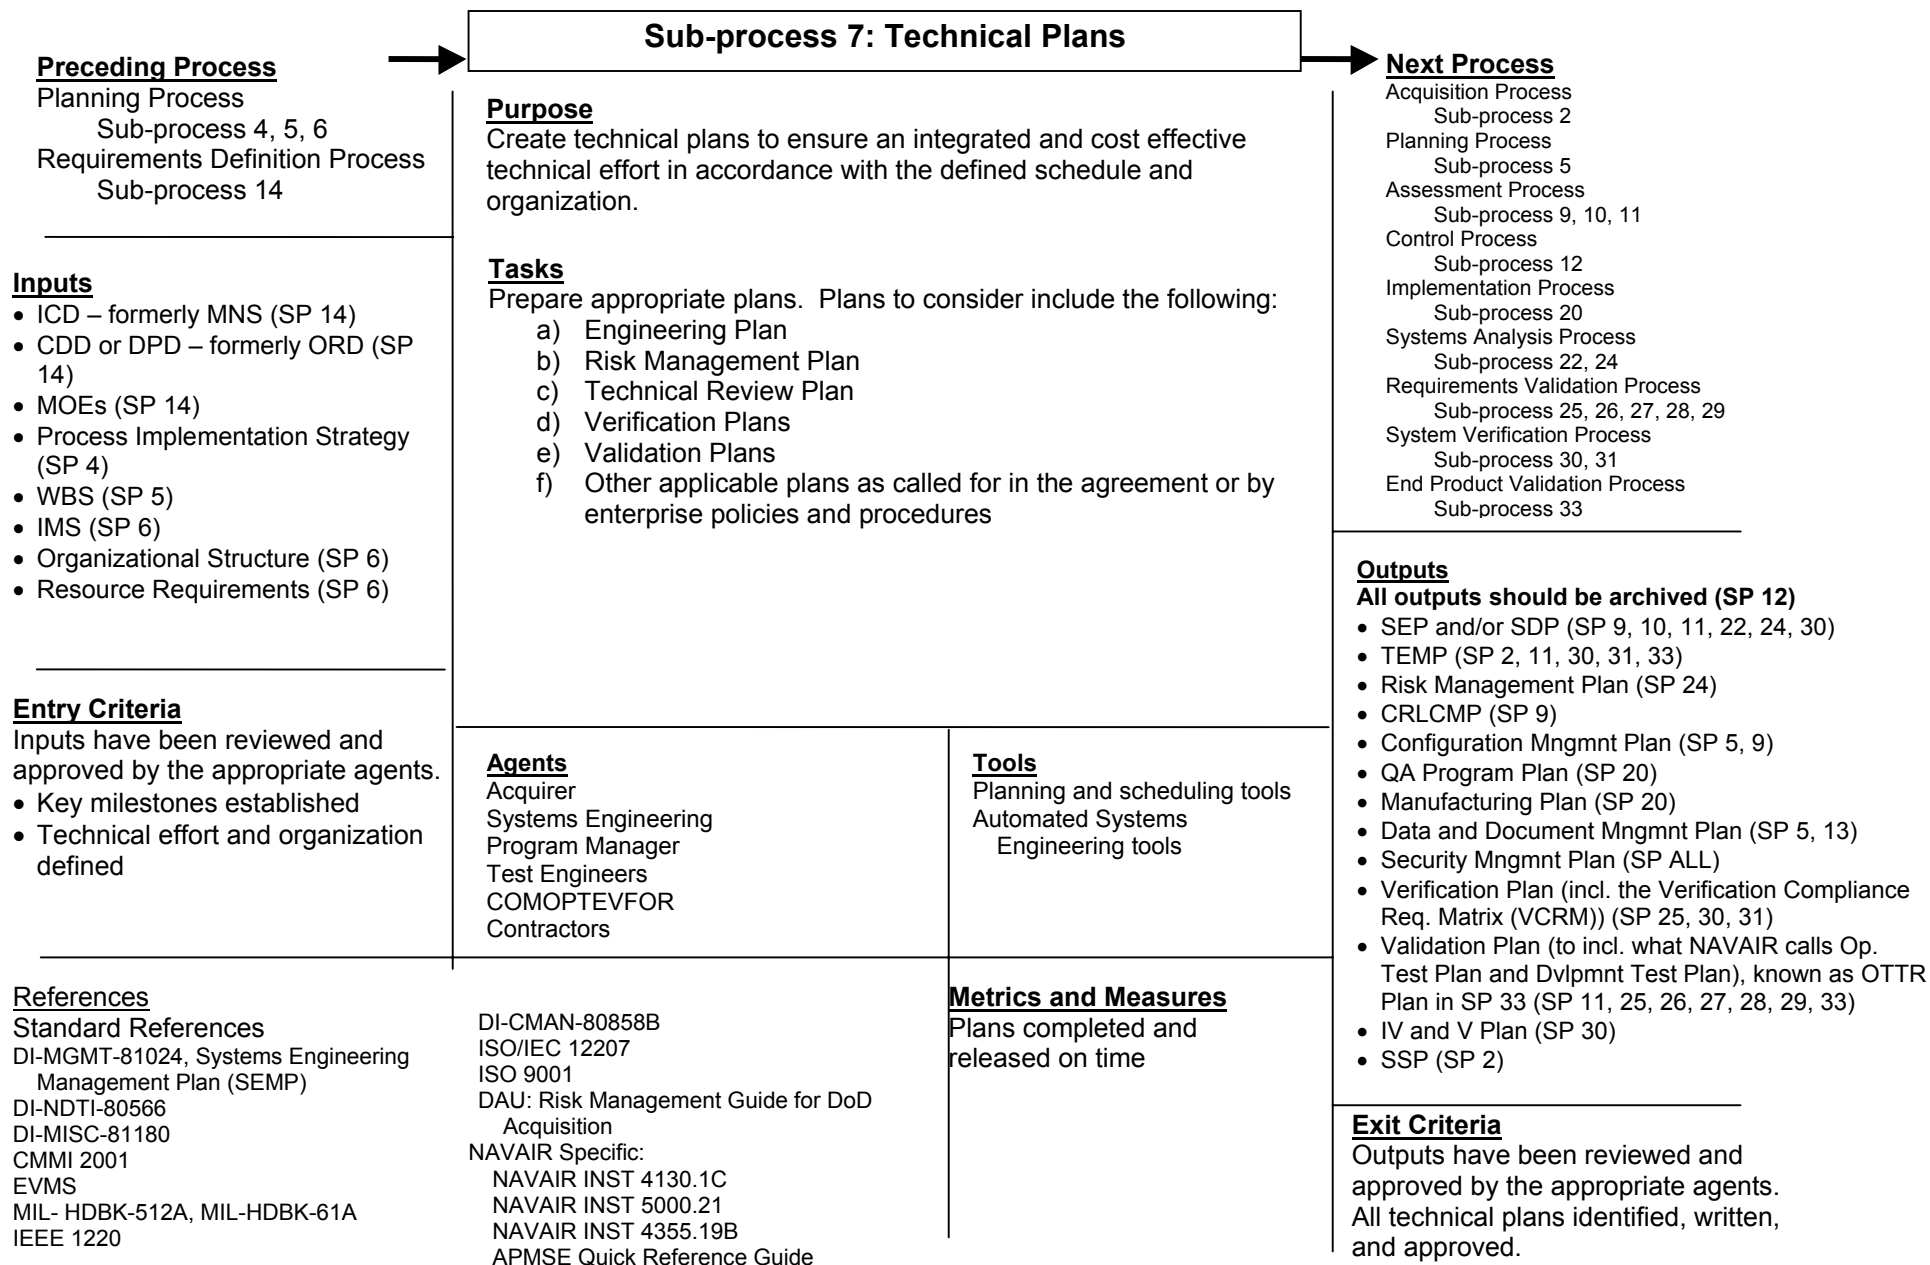 Sub-process 7: Technical Plans
Preceding Process
Planning Process
Sub-process 4, 5, 6
Requirements Definition Process
Sub-process 14
Inputs
• ICD – formerly MNS (SP 14)
• CDD or DPD – formerly ORD (SP
14)
• MOEs (SP 14)
• Process Implementation Strategy
(SP 4)
• WBS (SP 5)
• IMS (SP 6)
• Organizational Structure (SP 6)
• Resource Requirements (SP 6)
Entry Criteria
Inputs have been reviewed and
approved by the appropriate agents.
• Key milestones established
• Technical effort and organization
defined
Purpose
Create technical plans to ensure an integrated and cost effective
technical effort in accordance with the defined schedule and
organization.
Tasks
Prepare appropriate plans. Plans to consider include the following:
a) Engineering Plan
b) Risk Management Plan
c) Technical Review Plan
d) Verification Plans
e) Validation Plans
f) Other applicable plans as called for in the agreement or by
enterprise policies and procedures
Agents
Acquirer
Systems Engineering
Program Manager
Test Engineers
COMOPTEVFOR
Contractors
Tools
Planning and scheduling tools
Automated Systems
Engineering tools
Next Process
Acquisition Process
Sub-process 2
Planning Process
Sub-process 5
Assessment Process
Sub-process 9, 10, 11
Control Process
Sub-process 12
Implementation Process
Sub-process 20
Systems Analysis Process
Sub-process 22, 24
Requirements Validation Process
Sub-process 25, 26, 27, 28, 29
System Verification Process
Sub-process 30, 31
End Product Validation Process
Sub-process 33
Outputs
All outputs should be archived (SP 12)
• SEP and/or SDP (SP 9, 10, 11, 22, 24, 30)
• TEMP (SP 2, 11, 30, 31, 33)
• Risk Management Plan (SP 24)
• CRLCMP (SP 9)
• Configuration Mngmnt Plan (SP 5, 9)
• QA Program Plan (SP 20)
• Manufacturing Plan (SP 20)
• Data and Document Mngmnt Plan (SP 5, 13)
• Security Mngmnt Plan (SP ALL)
• Verification Plan (incl. the Verification Compliance
Req. Matrix (VCRM)) (SP 25, 30, 31)
• Validation Plan (to incl. what NAVAIR calls Op.
Test Plan and Dvlpmnt Test Plan), known as OTTR
Plan in SP 33 (SP 11, 25, 26, 27, 28, 29, 33)
• IV and V Plan (SP 30)
• SSP (SP 2)
References
Standard References
DI-MGMT-81024, Systems Engineering
Management Plan (SEMP)
DI-NDTI-80566
DI-MISC-81180
CMMI 2001
EVMS
MIL- HDBK-512A, MIL-HDBK-61A
IEEE 1220
DI-CMAN-80858B
ISO/IEC 12207
ISO 9001
DAU: Risk Management Guide for DoD
Acquisition
NAVAIR Specific:
NAVAIR INST 4130.1C
NAVAIR INST 5000.21
NAVAIR INST 4355.19B
APMSE Quick Reference Guide
Metrics and Measures
Plans completed and
released on time
Exit Criteria
Outputs have been reviewed and
approved by the appropriate agents.
All technical plans identified, written,
and approved.